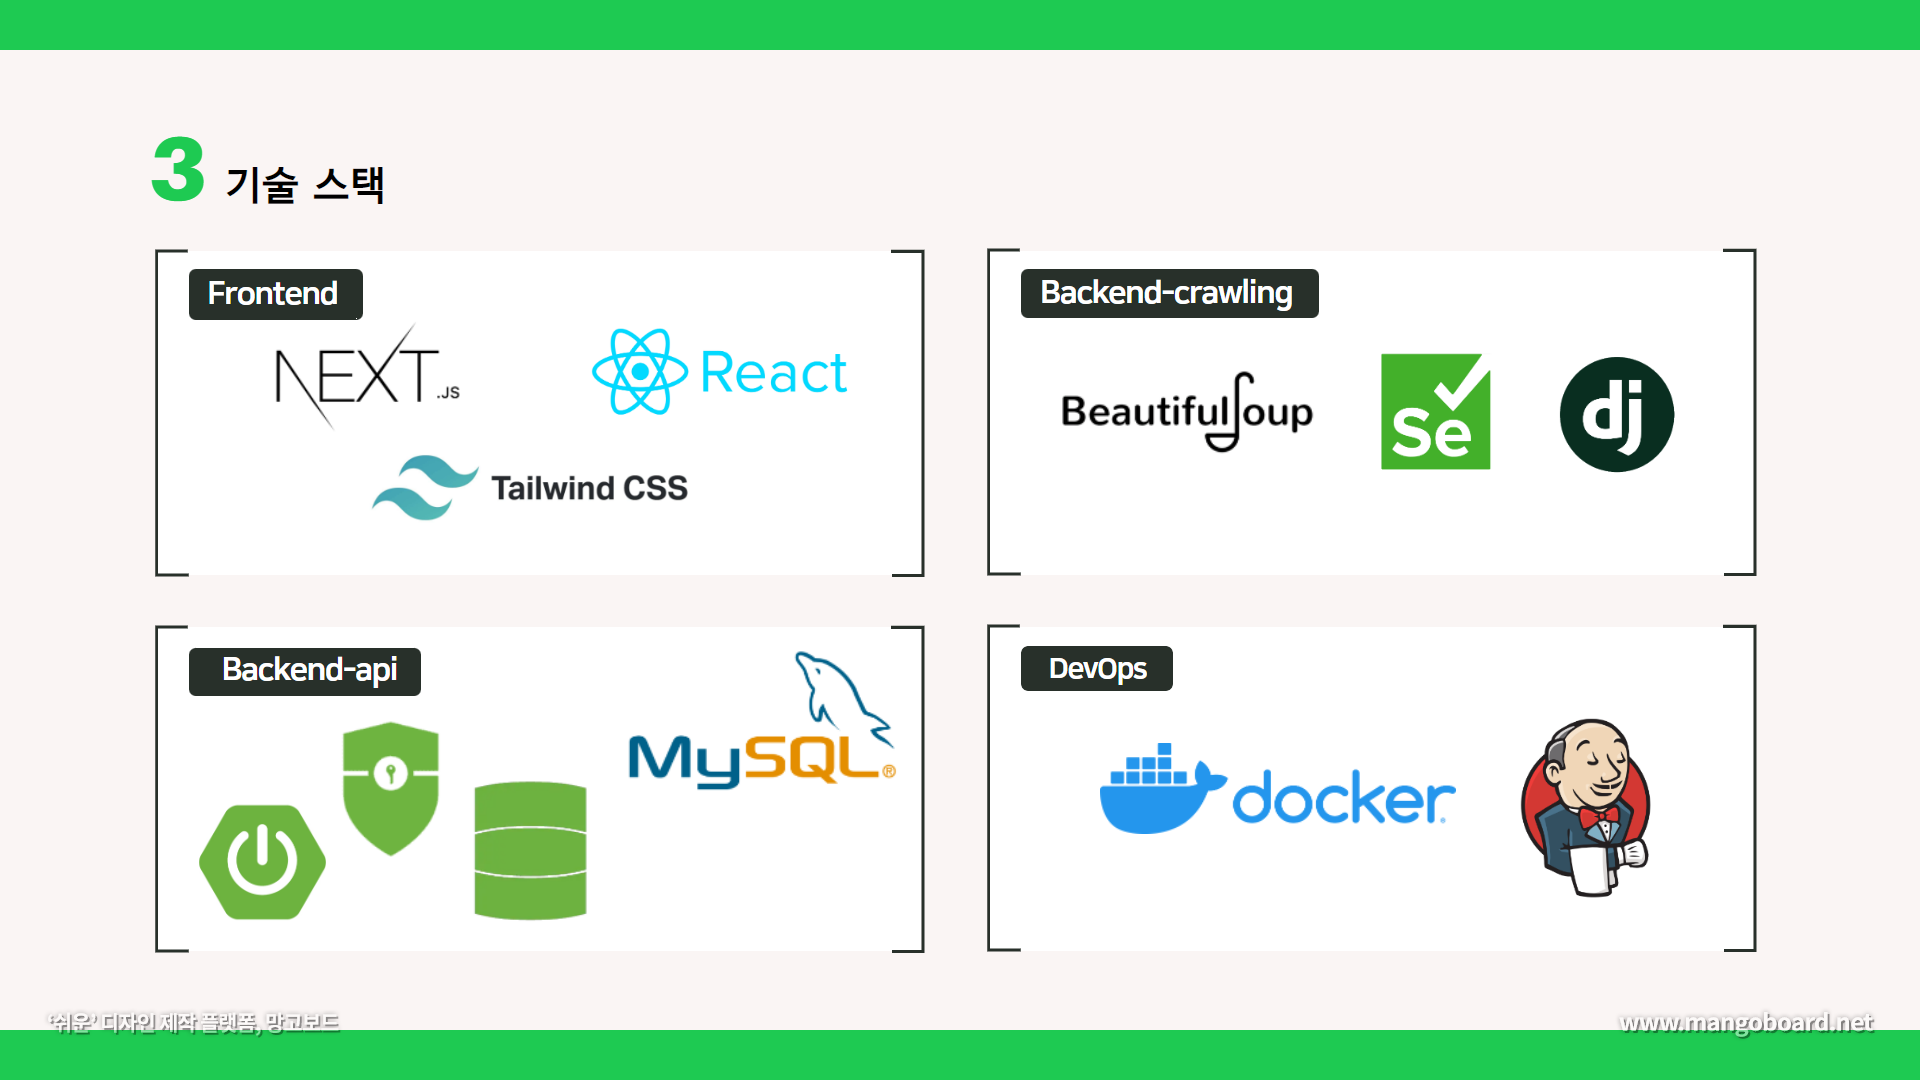 3 기술 스택
Frontend
NEXT.JS
React
Tailwind CSS
Backend-crawling
BeautifulSoup
Se
dj
Backend-api
MySQL®
DevOps
docker
‘쉬운’ 디자인 제작 플랫폼, 망고보드
www.mangoboard.net